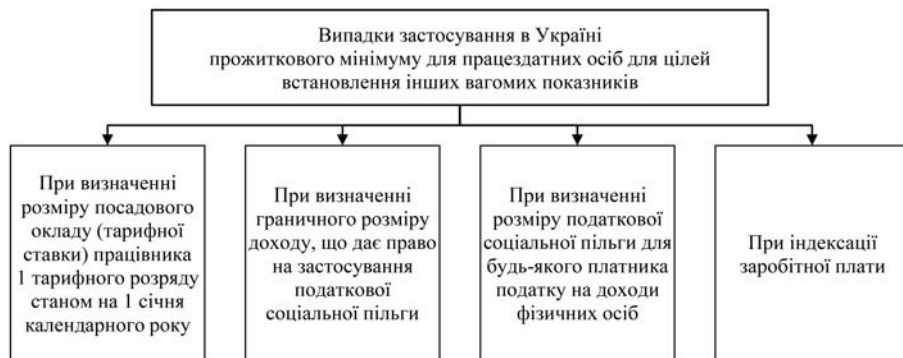 Випадки застосування в Україні
прожиткового мінімуму для працездатних осіб для цілей
встановлення інших вагомих показників
При визначенні
розміру посадового
окладу (тарифної
ставки) працівника
1 тарифного розряду
станом на 1 січня
календарного року
При визначенні
граничного розміру
доходу, що дає право
на застосування
податкової
соціальної пільги
При визначенні
розміру податкової
соціальної пільги для
будь-якого платника
податку на доходи
фізичних осіб
При індексації
заробітної плати